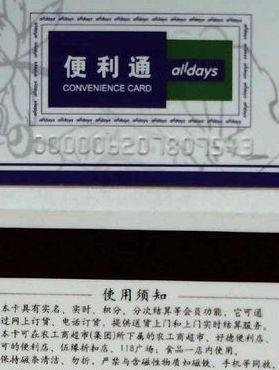 便利通
alldays
CONVENIENCE CARD
080006207807543
使用须知
本卡具有实名、实时、积分、分次结算等会员功能，它可通
过网上订货、电话订货，提供送货上门和上门实时结算服务。
本卡可在农工商超市(集团)所下属的农工商超市、好德便利店、
可的便利店、伍缘折扣店、118广场、食品一店内使用。
保持磁条清洁，勿折，严禁与含磁性物质如磁铁、手机等同放